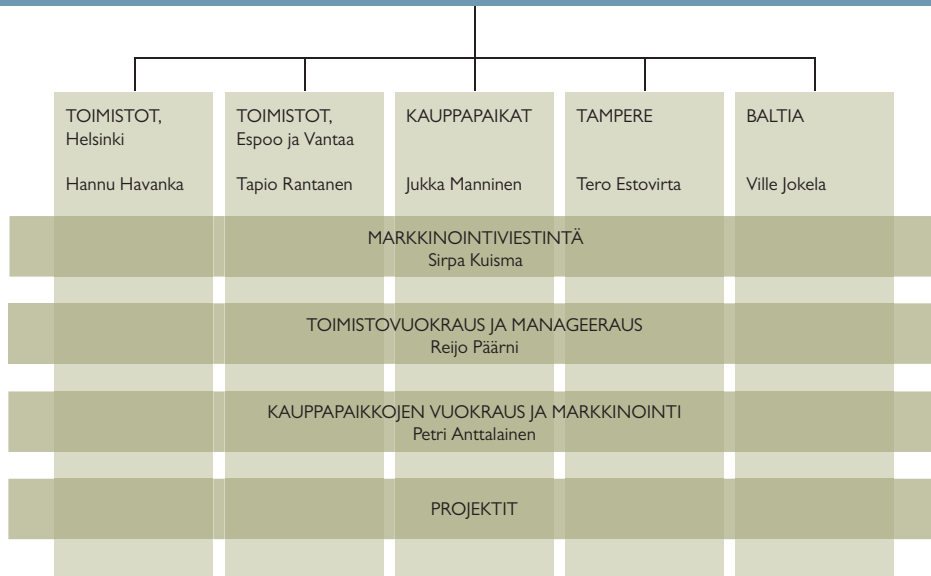 TOIMISTOT,
Helsinki
Hannu Havanka
TOIMISTOT,
Espoo ja Vantaa
Tapio Rantanen
KAUPPAPAIKAT
Jukka Manninen
TAMPERE
Tero Estovirta
BALTIA
Ville Jokela
MARKKINOINTIVIESTINTÄ
Sirpa Kuisma
TOIMISTOVUOKRAUS JA MANAGEERAUS
Reijo Päärni
KAUPPAPAIKKOJEN VUOKRAUS JA MARKKINOINTI
Petri Anttalainen
PROJEKTIT